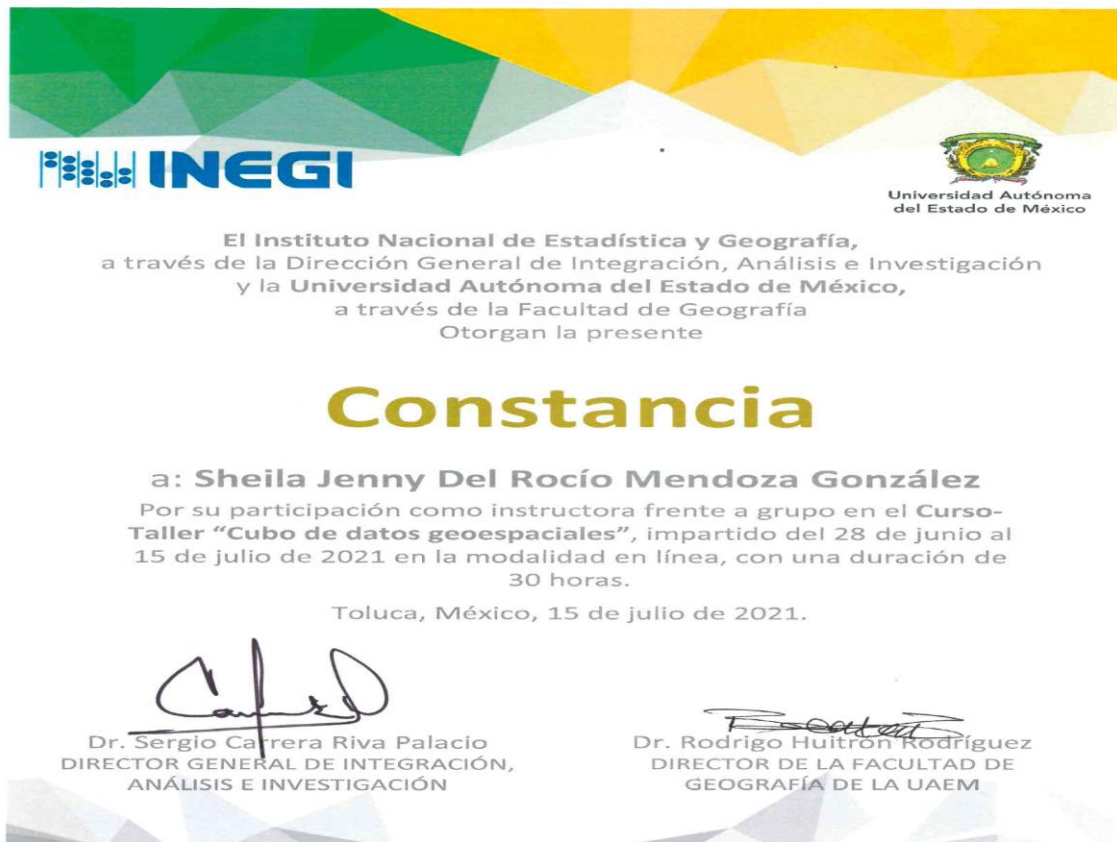 INEGI
Universidad Autónoma
del Estado de México
El Instituto Nacional de Estadística y Geografía,
a través de la Dirección General de Integración, Análisis e Investigación
y la Universidad Autónoma del Estado de México,
a través de la Facultad de Geografía
Otorgan la presente
Constancia
a: Sheila Jenny Del Rocío Mendoza González
Por su participación como instructora frente a grupo en el Curso-
Taller “Cubo de datos geoespaciales”, impartido del 28 de junio al
15 de julio de 2021 en la modalidad en línea, con una duración de
30 horas.
Toluca, México, 15 de julio de 2021.
Dr. Sergio Carrera Riva Palacio
DIRECTOR GENERAL DE INTEGRACIÓN,
ANÁLISIS E INVESTIGACIÓN
Dr. Rodrigo Huitrón Rodríguez
DIRECTOR DE LA FACULTAD DE
GEOGRAFÍA DE LA UAEM